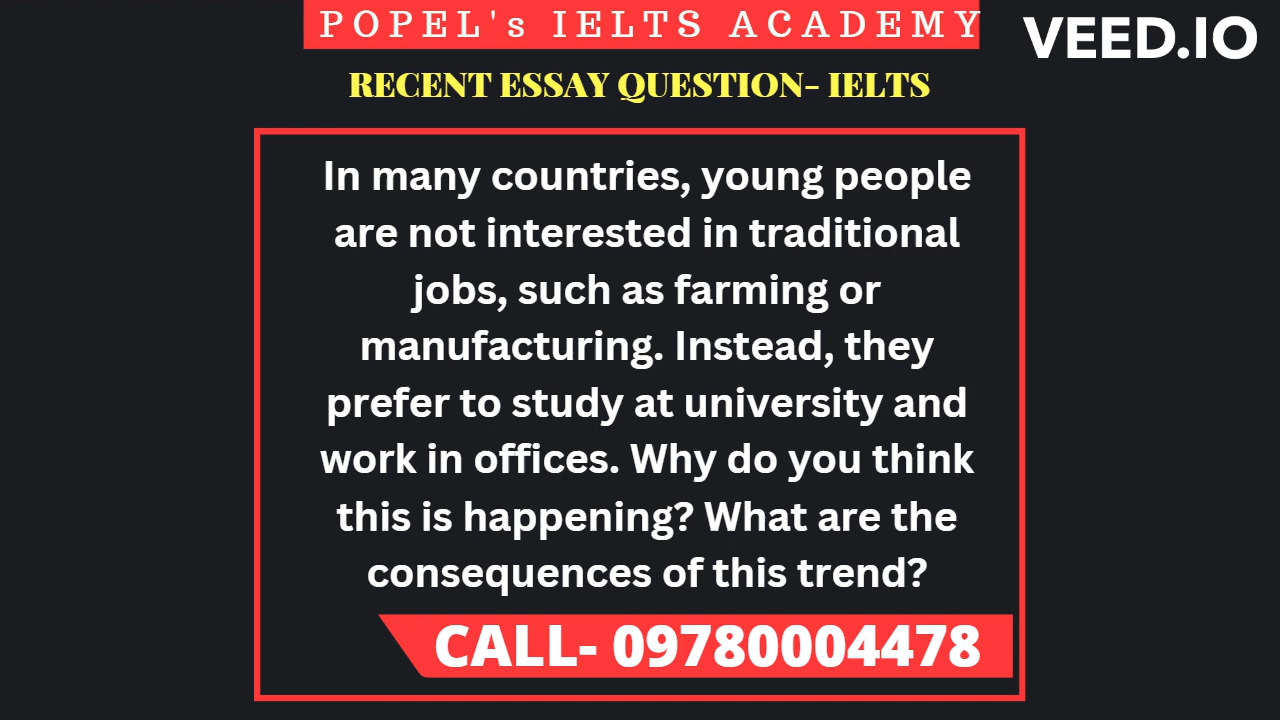 POPEL's IELTS ACADEMY
VEED.IO
RECENT ESSAY QUESTION- IELTS
In many countries, young people
are not interested in traditional
jobs, such as farming or
manufacturing. Instead, they
prefer to study at university and
work in offices. Why do you think
this is happening? What are the
consequences of this trend?
CALL- 09780004478